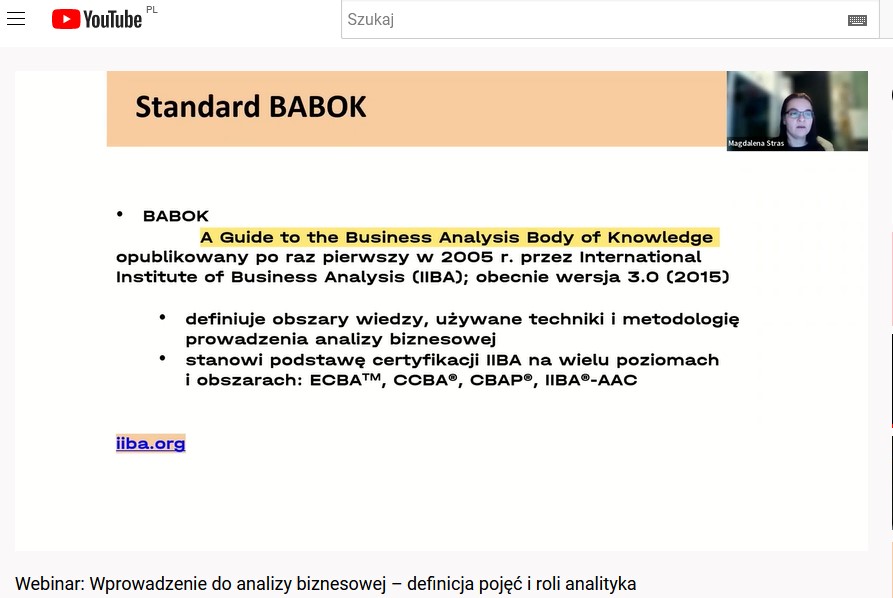 YouTube PL
Szukaj
Standard BABOK
Magdalena Stras
• BABOK
A Guide to the Business Analysis Body of Knowledge
opublikowany po raz pierwszy w 2005 r. przez International
Institute of Business Analysis (IIBA); obecnie wersja 3.0 (2015)
• definiuje obszary wiedzy, używane techniki i metodologię
prowadzenia analizy biznesowej
• stanowi podstawę certyfikacji IIBA na wielu poziomach
i obszarach: ECBA™, CCBA®, CBAP®, IIBA®-AAC
iiba.org
Webinar: Wprowadzenie do analizy biznesowej – definicja pojęć i roli analityka